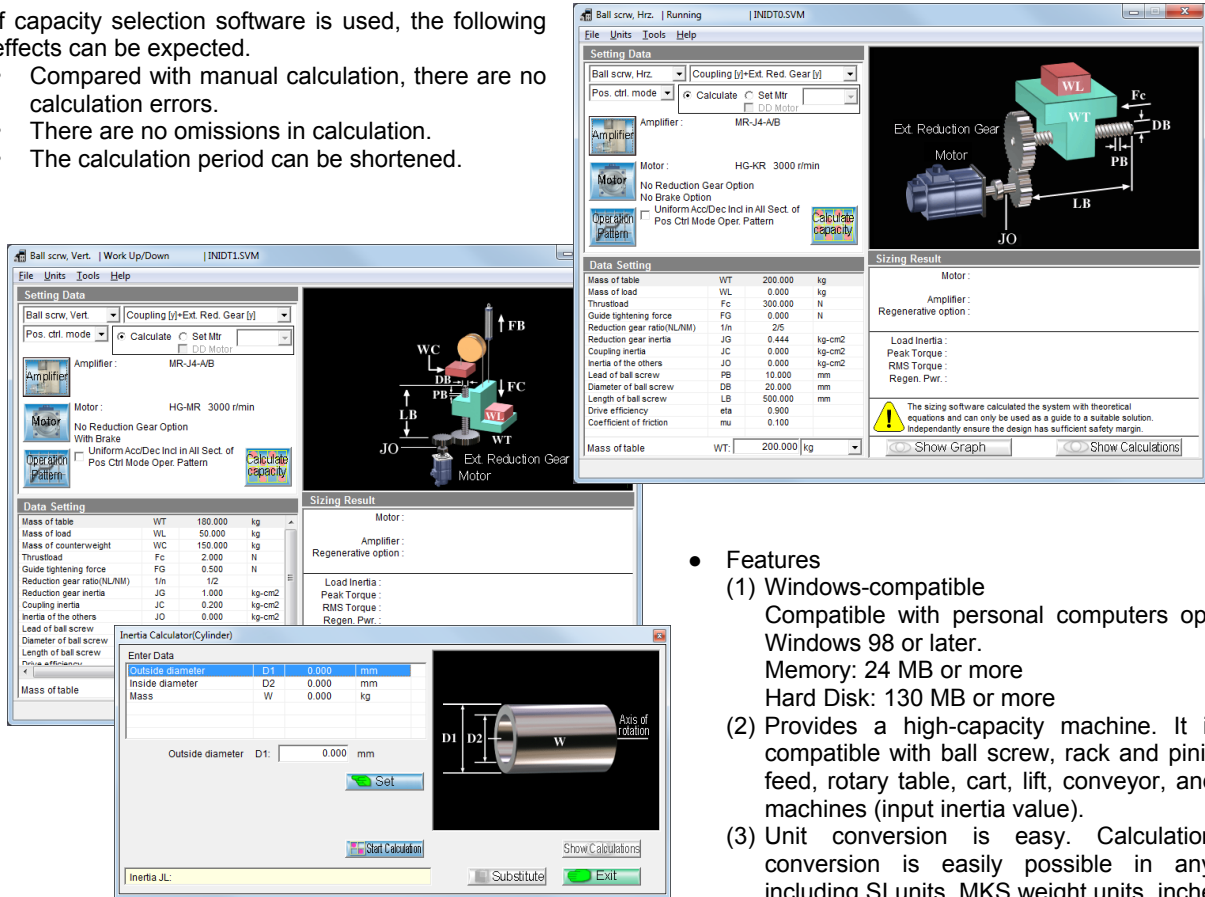 f capacity selection software is used, the following
effects can be expected.
Compared with manual calculation, there are no
calculation errors.
There are no omissions in calculation.
The calculation period can be shortened.
Ball scrw, Hrz. | Running | INIDT0.SVM
File Units Tools Help
Setting Data
Ball scrw, Hrz. Coupling [y]+Ext. Red. Gear [y]
Pos. ctrl. mode Calculate Set Mtr
DD Motor
Amplifier Amplifier : MR-J4-A/B
Motor Motor : HG-KR 3000 r/min
No Reduction Gear Option
No Brake Option
Operation Pattern Uniform Acc/Dec Incl in All Sect. of
Pos Ctrl Mode Oper. Pattern
Calculate capacity
WL
Fc
WT
DB
Ext. Reduction Gear
PB
Motor
LB
JO
Data Setting
Mass of table WT 200.000 kg
Mass of load WL 0.000 kg
Thrustload Fc 300.000 N
Guide tightening force FG 0.000 N
Reduction gear ratio(NL/NM) 1/n 2/5
Reduction gear inertia JG 0.444 kg-cm2
Coupling inertia JC 0.000 kg-cm2
Inertia of the others JO 0.000 kg-cm2
Lead of ball screw PB 10.000 mm
Diameter of ball screw DB 20.000 mm
Length of ball screw LB 500.000 mm
Drive efficiency eta 0.900
Coefficient of friction mu 0.100
Mass of table WT: 200.000 kg
Sizing Result
Motor :
Amplifier :
Regenerative option :
Load Inertia :
Peak Torque :
RMS Torque :
Regen. Pwr. :
The sizing software calculated the system with theoretical
equations and can only be used as a guide to a suitable solution.
Independantly ensure the design has sufficient safety margin.
Show Graph Show Calculations
Ball scrw, Vert. | Work Up/Down | INIDT1.SVM
File Units Tools Help
Setting Data
Ball scrw, Vert. Coupling [y]+Ext. Red. Gear [y]
Pos. ctrl. mode Calculate Set Mtr
DD Motor
Amplifier Amplifier : MR-J4-A/B
Motor Motor : HG-MR 3000 r/min
No Reduction Gear Option
With Brake
Operation Pattern Uniform Acc/Dec Incl in All Sect. of
Pos Ctrl Mode Oper. Pattern
Calculate capacity
FB
WC
DB
PB
FC
LB
WL
WT
JO
Ext. Reduction Gear
Motor
Data Setting
Mass of table WT 180.000 kg
Mass of load WL 50.000 kg
Mass of counterweight WC 150.000 kg
Thrustload Fc 2.000 N
Guide tightening force FG 0.500 N
Reduction gear ratio(NL/NM) 1/n 1/2
Reduction gear inertia JG 1.000 kg-cm2
Coupling inertia JC 0.200 kg-cm2
Inertia of the others JO 0.000 kg-cm2
Lead of ball screw
Diameter of ball screw
Length of ball screw
Drive efficiency
Mass of table
Sizing Result
Motor :
Amplifier :
Regenerative option :
Load Inertia :
Peak Torque :
RMS Torque :
Regen. Pwr. :
Inertia Calculator(Cylinder)
Enter Data
Outside diameter D1 0.000 mm
Inside diameter D2 0.000 mm
Mass W 0.000 kg
Outside diameter D1: 0.000 mm
Set
Start Calculation
Show Calculations
Inertia JL:
Substitute Exit
D1 D2 W
Axis of
rotation
● Features
(1) Windows-compatible
Compatible with personal computers op
Windows 98 or later.
Memory: 24 MB or more
Hard Disk: 130 MB or more
(2) Provides a high-capacity machine. It i
compatible with ball screw, rack and pini
feed, rotary table, cart, lift, conveyor, and
machines (input inertia value).
(3) Unit conversion is easy. Calculation
conversion is easily possible in any
including SI units, MKS weight units, inche